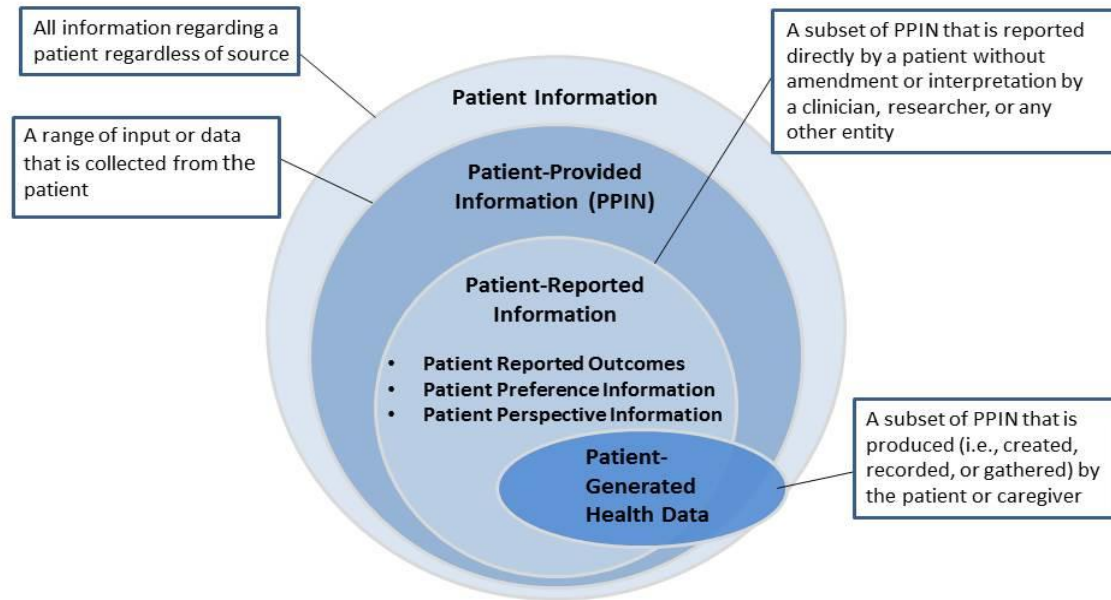 All information regarding a
patient regardless of source
A range of input or data
that is collected from the
patient
Patient Information
Patient-Provided
Information (PPIN)
Patient-Reported
Information
• Patient Reported Outcomes
• Patient Preference Information
• Patient Perspective Information
Patient-
Generated
Health Data
A subset of PPIN that is reported
directly by a patient without
amendment or interpretation by
a clinician, researcher, or any
other entity
A subset of PPIN that is
produced (i.e., created,
recorded, or gathered) by
the patient or caregiver